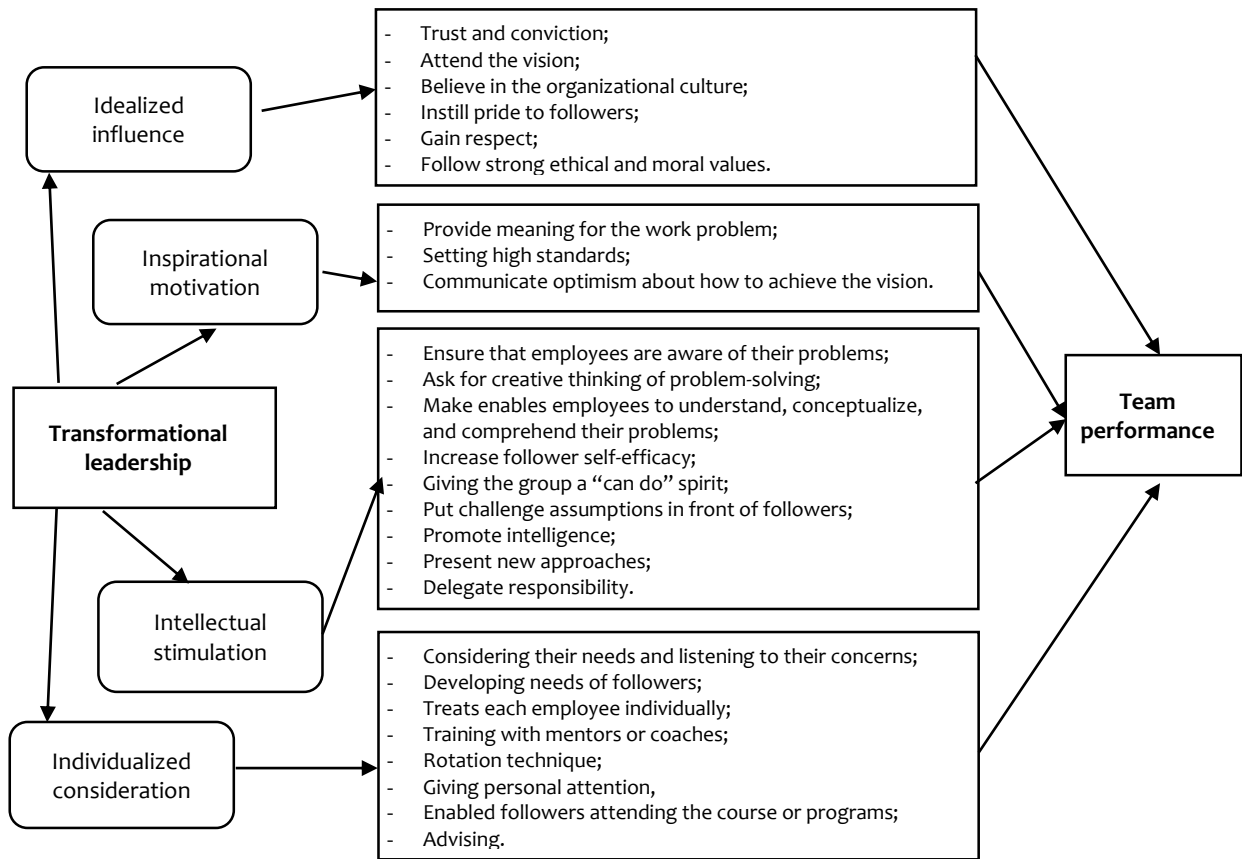 Idealized
influence
- Trust and conviction;
- Attend the vision;
- Believe in the organizational culture;
- Instill pride to followers;
- Gain respect;
- Follow strong ethical and moral values.
Inspirational
motivation
- Provide meaning for the work problem;
- Setting high standards;
- Communicate optimism about how to achieve the vision.
Transformational
leadership
Intellectual
stimulation
- Ensure that employees are aware of their problems;
- Ask for creative thinking of problem-solving;
- Make enables employees to understand, conceptualize,
and comprehend their problems;
- Increase follower self-efficacy;
- Giving the group a “can do” spirit;
- Put challenge assumptions in front of followers;
- Promote intelligence;
- Present new approaches;
- Delegate responsibility.
Team
performance
Individualized
consideration
- Considering their needs and listening to their concerns;
- Developing needs of followers;
- Treats each employee individually;
- Training with mentors or coaches;
- Rotation technique;
- Giving personal attention,
- Enabled followers attending the course or programs;
- Advising.